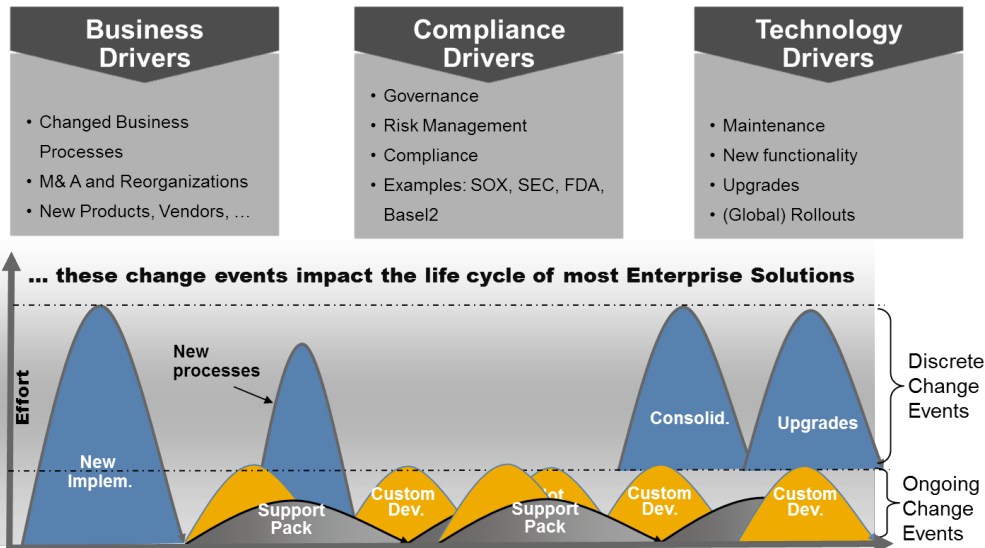 Business
Drivers
• Changed Business
Processes
• M& A and Reorganizations
• New Products, Vendors, …
Compliance
Drivers
• Governance
• Risk Management
• Compliance
• Examples: SOX, SEC, FDA,
Basel2
Technology
Drivers
• Maintenance
• New functionality
• Upgrades
• (Global) Rollouts
... these change events impact the life cycle of most Enterprise Solutions
Effort
New
processes
New
Implem.
Consolid.
Upgrades
Discrete
Change
Events
Support
Pack
Custom
Dev.
Support
Pack
Custom
Dev.
Custom
Dev.
Ongoing
Change
Events